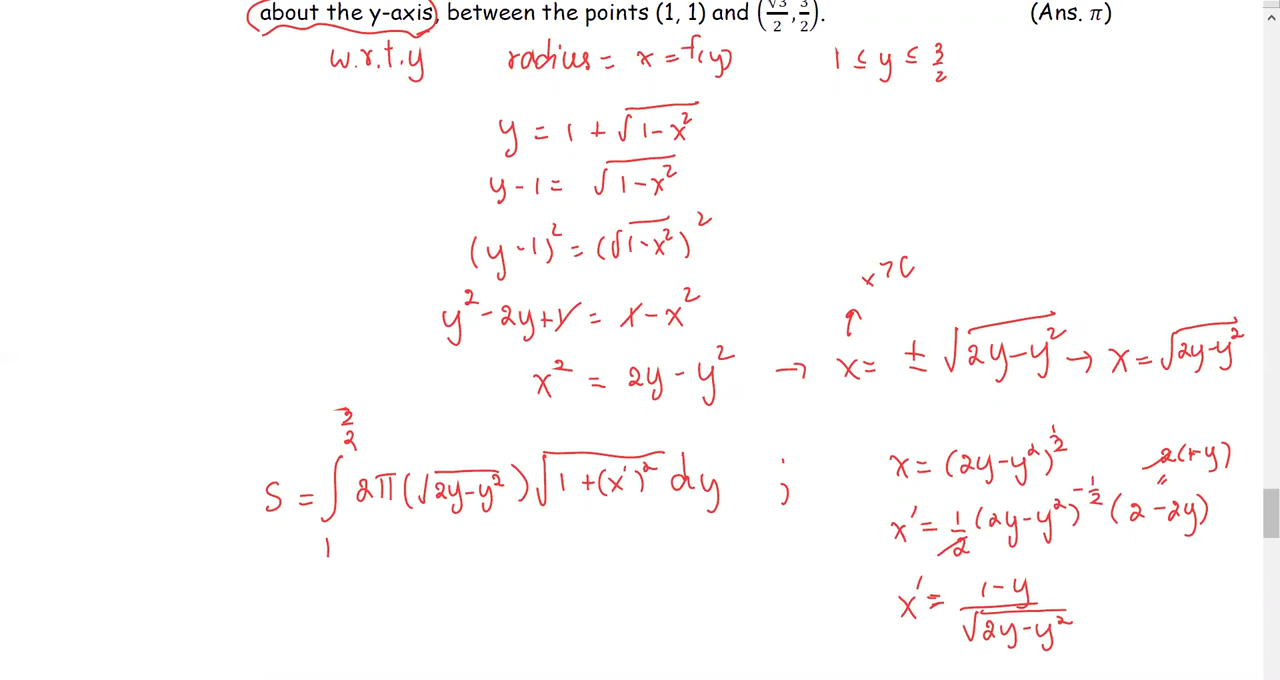 about the y-axis, between the points (1, 1) and (√3/2, 3/2). (Ans. π)
w.r.t.y radius = x = f(y) 1 ≤ y ≤ 3/2
y = 1 + √(1-x²)
y - 1 = √(1-x²)
(y-1)² = (√(1-x²))²
x>0
y² - 2y + 1 = 1 - x²
x² = 2y - y² → x = ± √(2y-y²) → x = √(2y-y²)
S = ∫₁^(3/2) 2π(√(2y-y²)) √(1+(x')²) dy ;
x = (2y-y²)^(1/2)
2(1-y)
x' = 1/2 (2y-y²)^(-1/2) (2-2y)
x' = (1-y)/√(2y-y²)